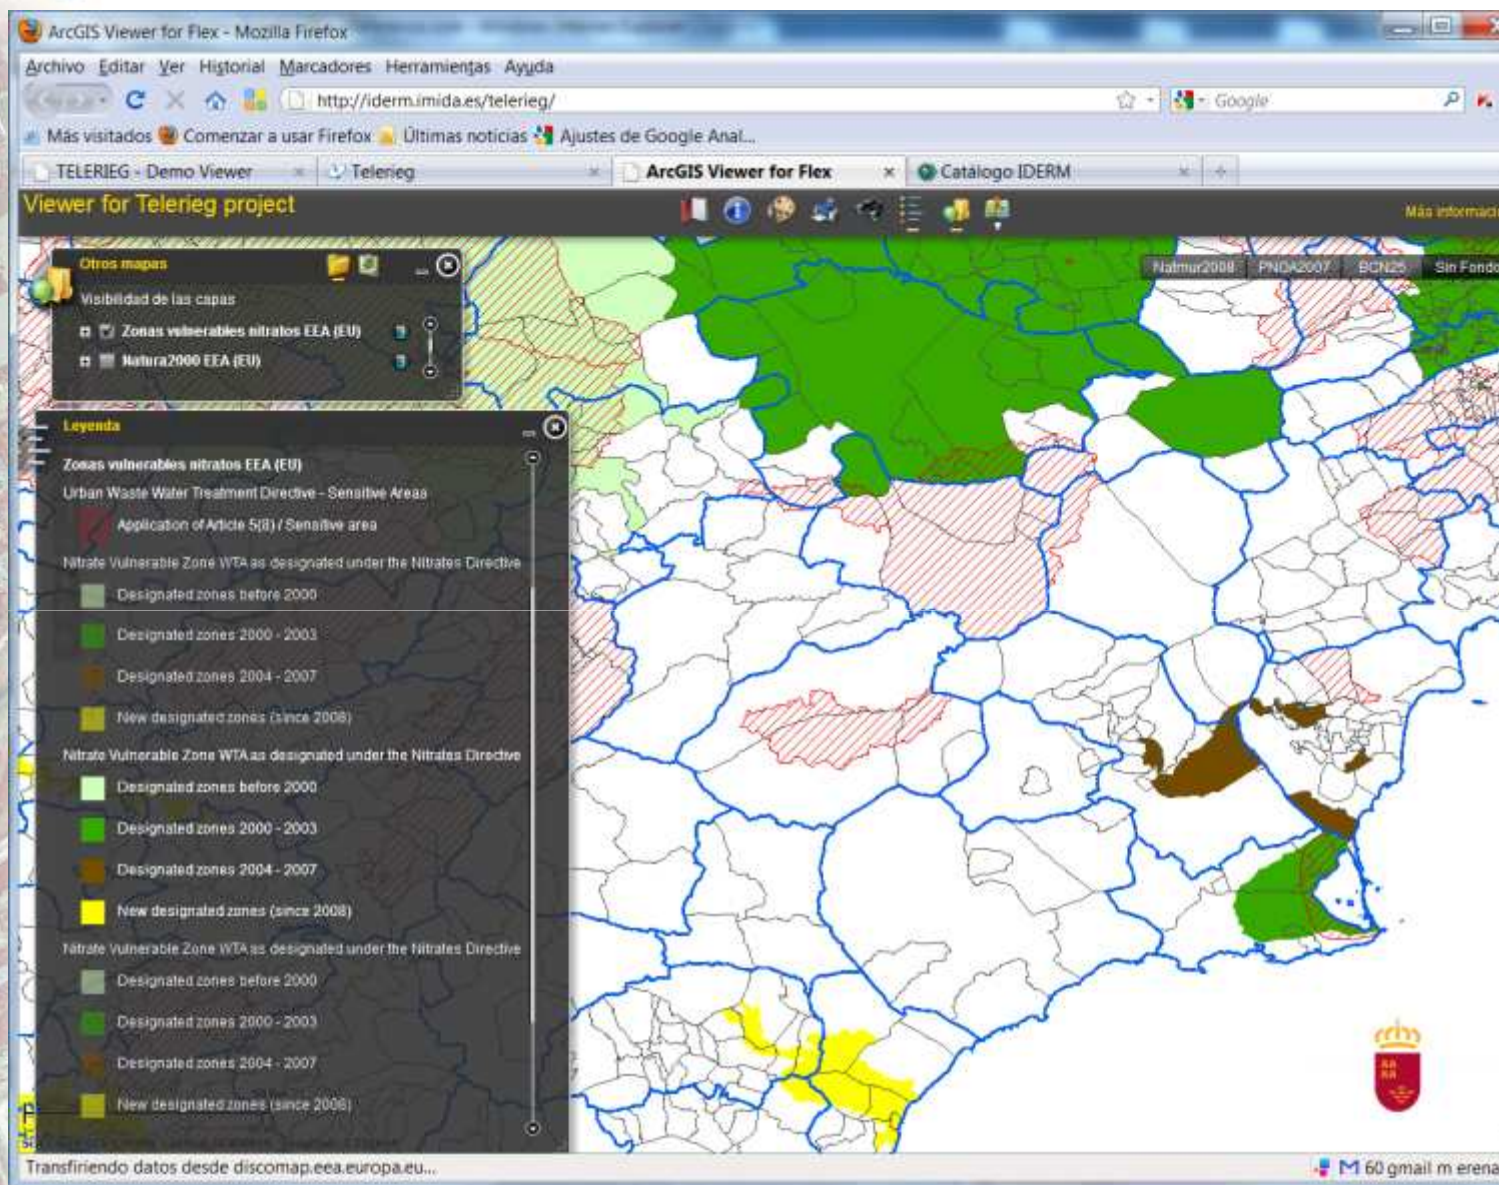 ArcGIS Viewer for Flex - Mozilla Firefox
Archivo Editar Ver Historial Marcadores Herramientas Ayuda
http://iderm.imida.es/telerieg/
Google
Más visitados Comenzar a usar Firefox Últimas noticias Ajustes de Google Anal...
TELERIEG - Demo Viewer Telerieg ArcGIS Viewer for Flex Catálogo IDERM
Viewer for Telerieg project
Más informaci
Otros mapas
Natmur2008 PNOA2007 BCN25 Sin Fondo
Visibilidad de las capas
Zonas vulnerables nitratos EEA (EU)
Natura2000 EEA (EU)
Leyenda
Zonas vulnerables nitratos EEA (EU)
Urban Waste Water Treatment Directive - Sensitive Areas
Application of Article 5(8) / Sensitive area
Nitrate Vulnerable Zone WTA as designated under the Nitrates Directive
Designated zones before 2000
Designated zones 2000 - 2003
Designated zones 2004 - 2007
New designated zones (since 2008)
Nitrate Vulnerable Zone WTA as designated under the Nitrates Directive
Designated zones before 2000
Designated zones 2000 - 2003
Designated zones 2004 - 2007
New designated zones (since 2008)
Nitrate Vulnerable Zone WTA as designated under the Nitrates Directive
Designated zones before 2000
Designated zones 2000 - 2003
Designated zones 2004 - 2007
New designated zones (since 2008)
Transfiriendo datos desde discomap.eea.europa.eu...
60 gmail m erena